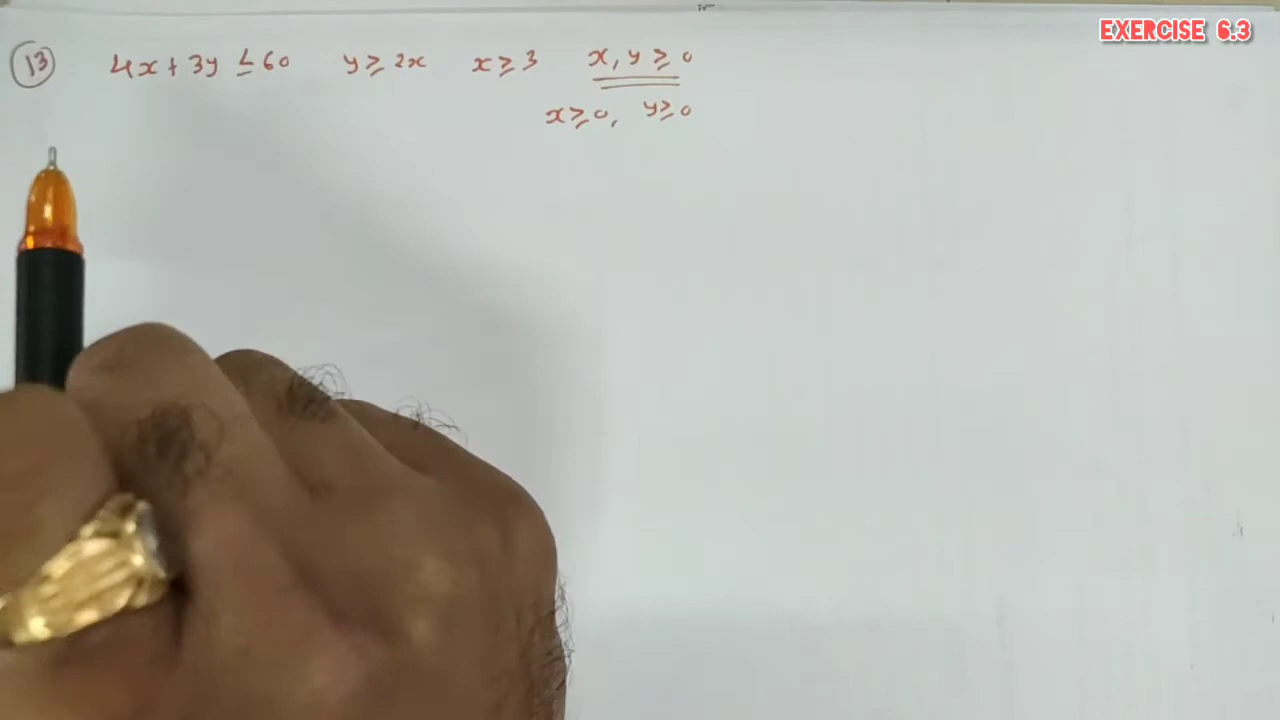 EXERCISE 6.3
13 4x + 3y ≤ 60 y ≥ 2x x ≥ 3 x, y ≥ 0
x ≥ 0, y ≥ 0